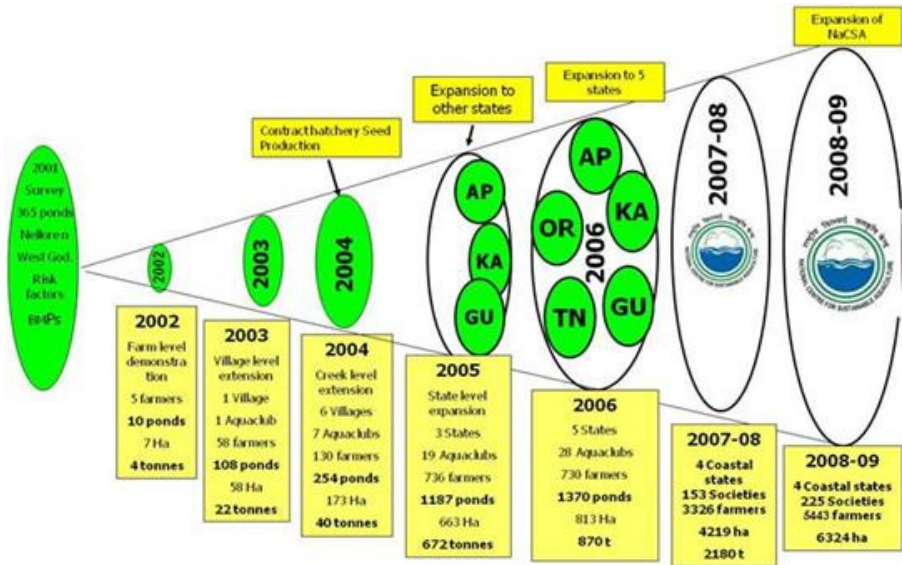 Expansion of
NaCSA
Expansion to 5
states
Expansion to
other states
Contract hatchery Seed
Production
2001
Survey
365 ponds
Nellore n
West God.
Risk
factors
BMPs
2002
2003
2004
AP
KA
GU
AP
OR
KA
2006
TN
GU
2007-08
2008-09
NATIONAL CENTRE FOR SUSTAINABLE AQUACULTURE
2002
Farm level
demonstra
tion
5 farmers
10 ponds
7 Ha
4 tonnes
2003
Village level
extension
1 Village
1 Aquaclub
58 farmers
108 ponds
58 Ha
22 tonnes
2004
Creek level
extension
6 Villages
7 Aquaclubs
130 farmers
254 ponds
173 Ha
40 tonnes
2005
State level
expansion
3 States
19 Aquaclubs
736 farmers
1187 ponds
663 Ha
672 tonnes
2006
5 States
28 Aquaclubs
730 farmers
1370 ponds
813 Ha
870 t
2007-08
4 Coastal
states
153 Societies
3326 farmers
4219 ha
2180 t
2008-09
4 Coastal states
225 Societies
5443 farmers
6324 ha